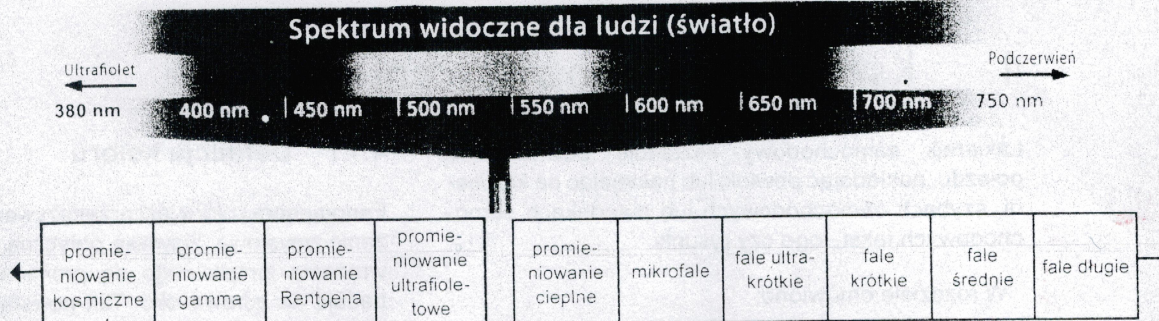 Spektrum widoczne dla ludzi (światło)
Ultrafiolet
Podczerwień
380 nm
400 nm
450 nm
500 nm
550 nm
600 nm
650 nm
700 nm
750 nm
promie-
niowanie
kosmiczne
promie-
niowanie
gamma
promie-
niowanie
Rentgena
promie-
niowanie
ultrafiole-
towe
promie-
niowanie
cieplne
mikrofale
fale ultra-
krótkie
fale
krótkie
fale
średnie
fale długie